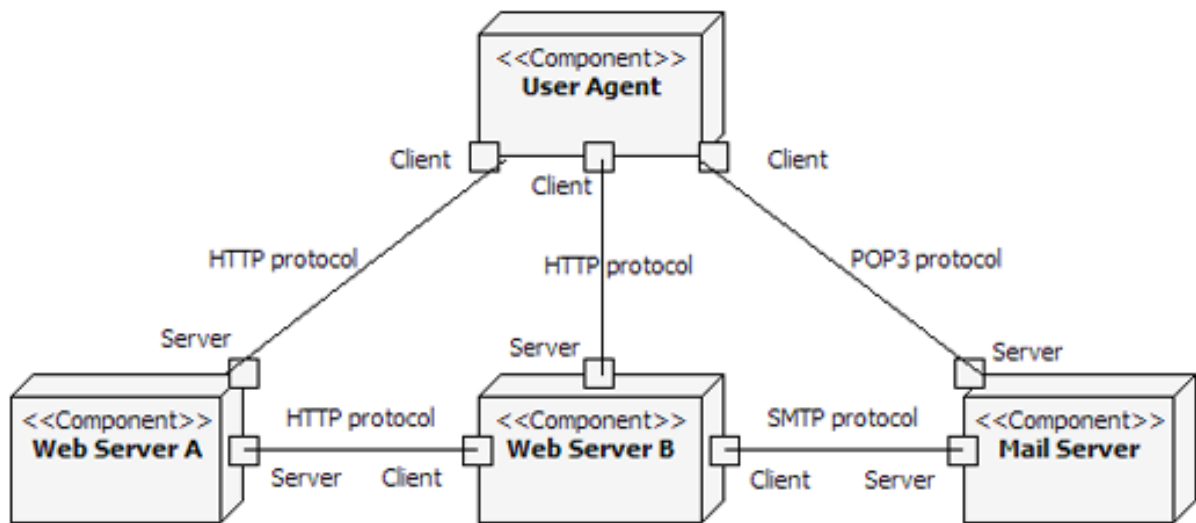 <<Component>>
User Agent
Client
Client
Client
HTTP protocol
HTTP protocol
POP3 protocol
Server
Server
Server
<<Component>>
Web Server A
HTTP protocol
<<Component>>
Web Server B
SMTP protocol
<<Component>>
Mail Server
Server
Client
Client
Server